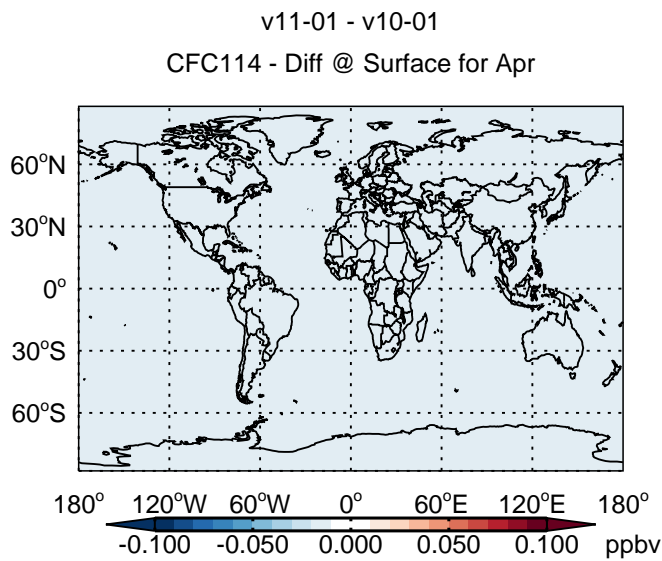 v11-01 - v10-01
CFC114 - Diff @ Surface for Apr
60°N
30°N
0°
30°S
60°S
180° 120°W 60°W 0° 60°E 120°E 180°
-0.100 -0.050 0.000 0.050 0.100 ppbv